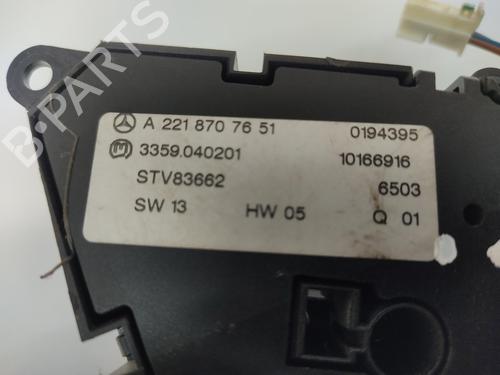 A 221 870 76 51 0194395
3359.040201 10166916
STV83662 6503
SW 13 HW 05 Q 01
B-PARTS